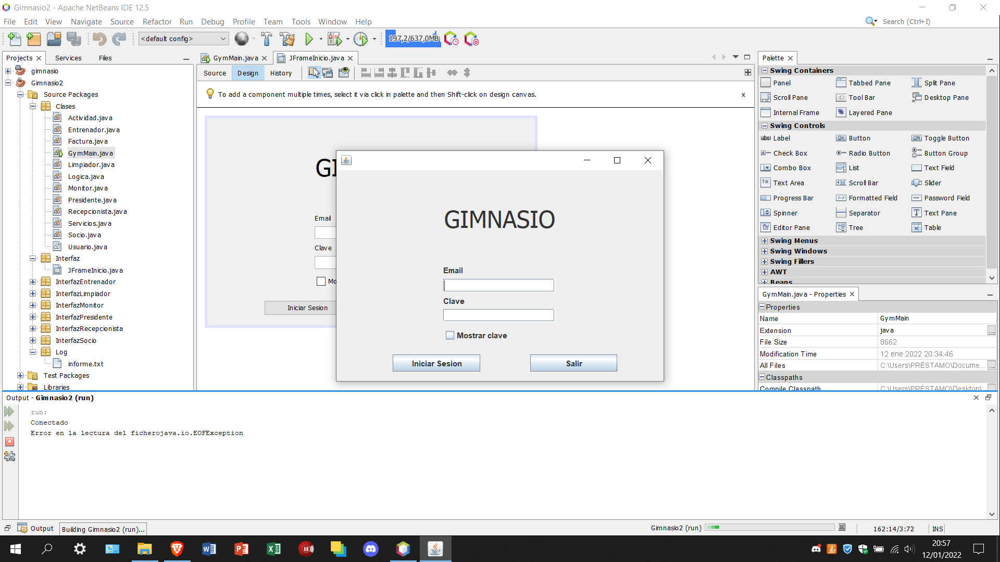 Gimnasio2 - Apache NetBeans IDE 12.5
File Edit View Navigate Source Refactor Run Debug Profile Team Tools Window Help
Search (Ctrl+I)
<default config>
197,2/637,0MB
Projects
Services
Files
GymMain.java
JFrameInicio.java
Palette
gimnasio
Gimnasio2
Source Packages
Clases
Actividad.java
Entrenador.java
Factura.java
GymMain.java
Limpiador.java
Logica.java
Monitor.java
Presidente.java
Recepcionista.java
Servicios.java
Socio.java
Usuario.java
Interfaz
JFrameInicio.java
InterfazEntrenador
InterfazLimpiador
InterfazMonitor
InterfazPresidente
InterfazRecepcionista
InterfazSocio
Log
informe.txt
Test Packages
Libraries
Source Design History
To add a component multiple times, select it via click in palette and then Shift-click on design canvas.
x
GI
Email
Clave
Mo
Iniciar Sesion
GIMNASIO
Email
Clave
Mostrar clave
Iniciar Sesion
Salir
Swing Containers
Panel Tabbed Pane Split Pane
Scroll Pane Tool Bar Desktop Pane
Internal Frame Layered Pane
Swing Controls
label Label OK Button ON Toggle Button
Check Box Radio Button Button Group
Combo Box List Text Field
Text Area Scroll Bar Slider
Progress Bar Formatted Field Password Field
Spinner Separator Text Pane
Editor Pane Tree Table
Swing Menus
Swing Windows
Swing Fillers
AWT
Beans
GymMain.java - Properties
Properties
Name GymMain
Extension java
...
File Size 8662
Modification Time 12 ene 2022 20:34:46
All Files C:\Users\PRÉSTAMO\Docume...
...
Classpaths
Compile Classpath C:\Users\PRÉSTAMO\Desktop\
Output - Gimnasio2 (run)
run:
Conectado
Error en la lectura del ficherojava.io.EOFException
Output
Building Gimnasio2 (run)...
Gimnasio2 (run)
162:14/3:72
INS
20:57
12/01/2022